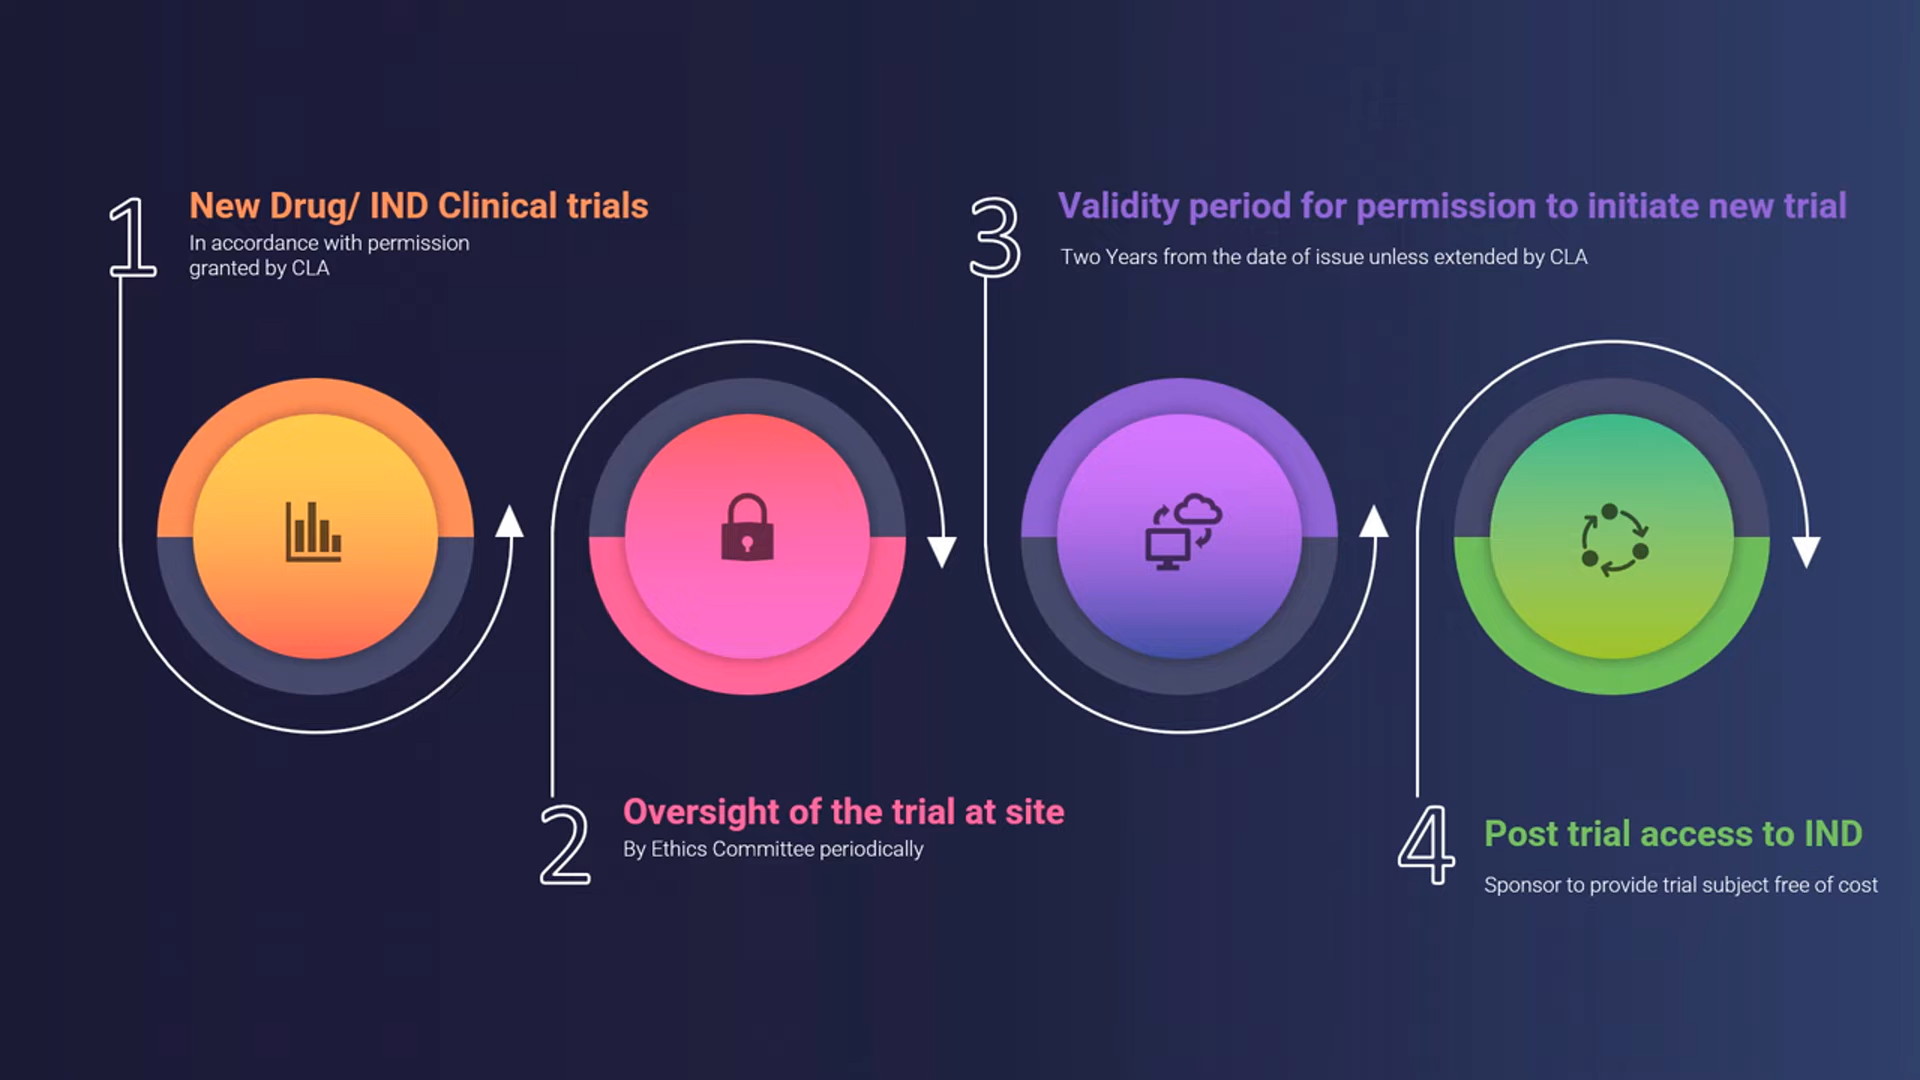 1
New Drug/ IND Clinical trials
In accordance with permission
granted by CLA
2
Oversight of the trial at site
By Ethics Committee periodically
3
Validity period for permission to initiate new trial
Two Years from the date of issue unless extended by CLA
4
Post trial access to IND
Sponsor to provide trial subject free of cost